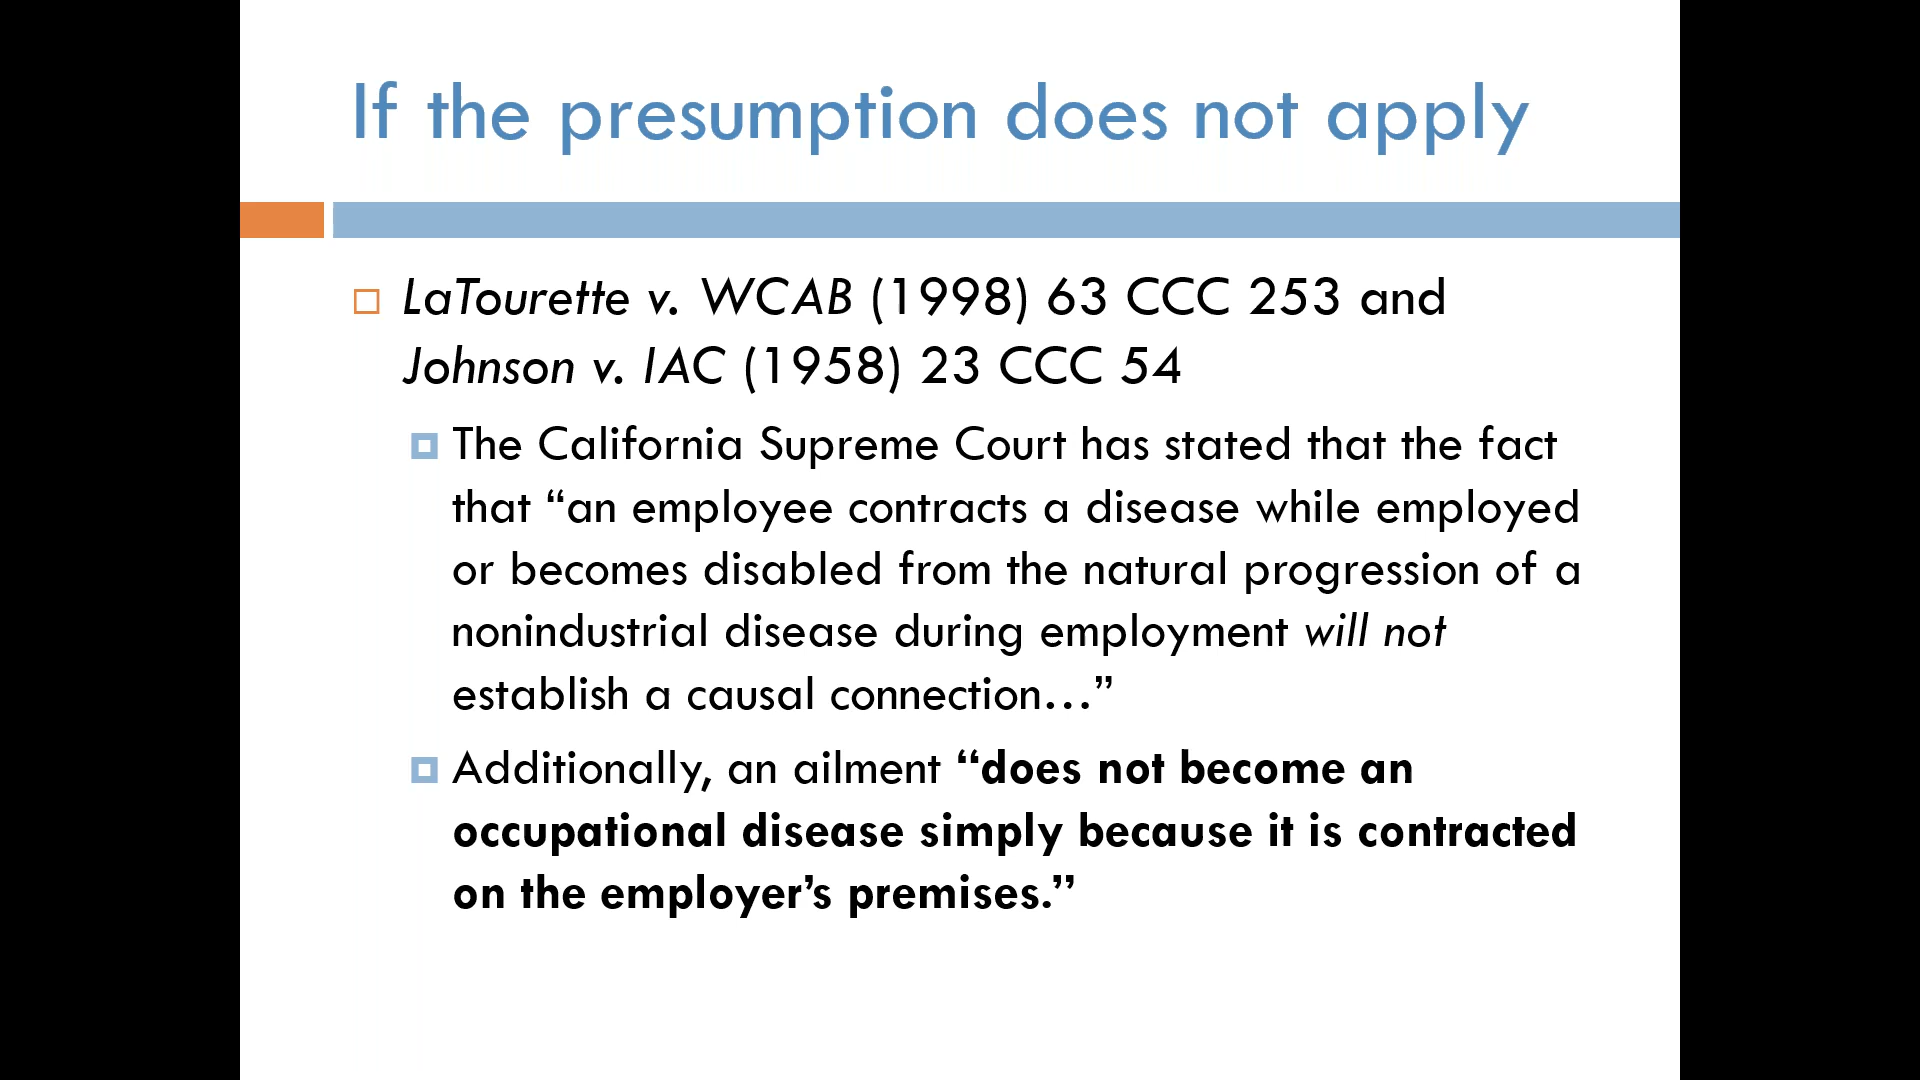 If the presumption does not apply
LaTourette v. WCAB (1998) 63 CCC 253 and
Johnson v. IAC (1958) 23 CCC 54
The California Supreme Court has stated that the fact
that “an employee contracts a disease while employed
or becomes disabled from the natural progression of a
nonindustrial disease during employment will not
establish a causal connection…”
Additionally, an ailment “does not become an
occupational disease simply because it is contracted
on the employer’s premises.”